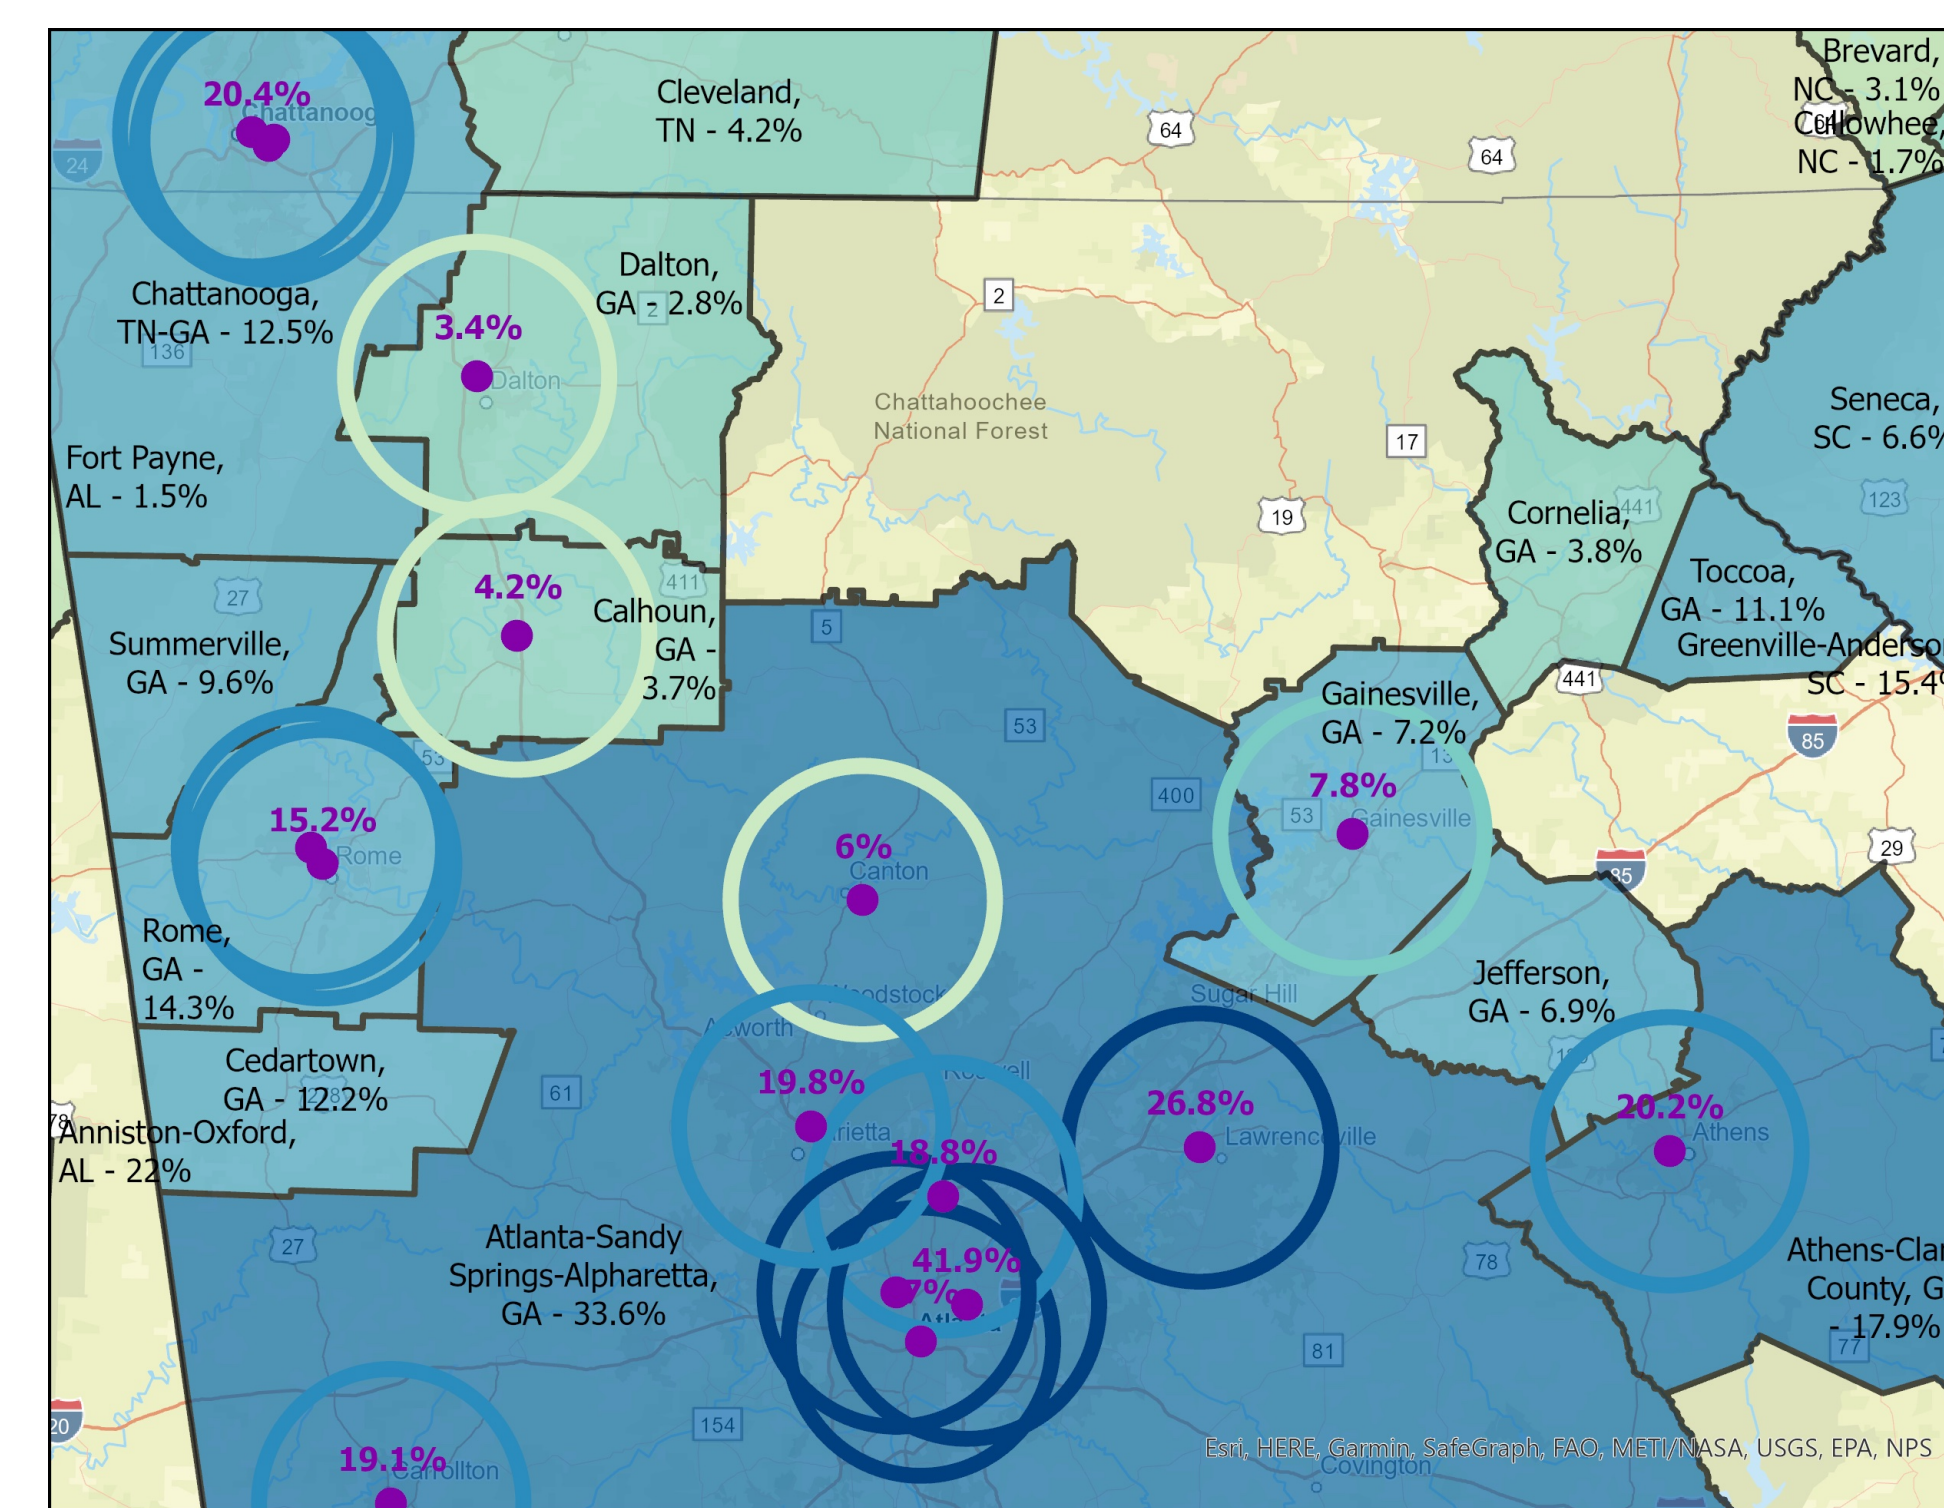 Brevard,
NC - 3.1%
Cullowhee,
NC - 1.7%
Cleveland,
TN - 4.2%
64
64
20.4%
24
Chattanooga,
TN-GA - 12.5%
136
Dalton,
GA - 2.8%
2
3.4%
Dalton
2
Chattahoochee
National Forest
17
19
Seneca,
SC - 6.6%
123
Fort Payne,
AL - 1.5%
Cornelia,
GA - 3.8%
441
Toccoa,
GA - 11.1%
27
Summerville,
GA - 9.6%
4.2%
411
Calhoun,
GA -
3.7%
5
53
400
441
SC - 15.4%
85
Gainesville,
GA - 7.2%
7.8%
53
Gainesville
53
15.2%
Rome
6%
Canton
85
29
Rome,
GA -
14.3%
Jefferson,
GA - 6.9%
Woodstock
Sugar Hill
Acworth
Roswell
Cedartown,
GA - 12.2%
61
78
Anniston-Oxford,
AL - 22%
19.8%
18.8%
26.8%
Lawrenceville
20.2%
Athens
27
Atlanta-Sandy
Springs-Alpharetta,
GA - 33.6%
41.9%
7%
Atlanta
78
- 17.9%
77
81
154
20
19.1%
Carrollton
Esri, HERE, Garmin, SafeGraph, FAO, METI/NASA, USGS, EPA, NPS
Covington